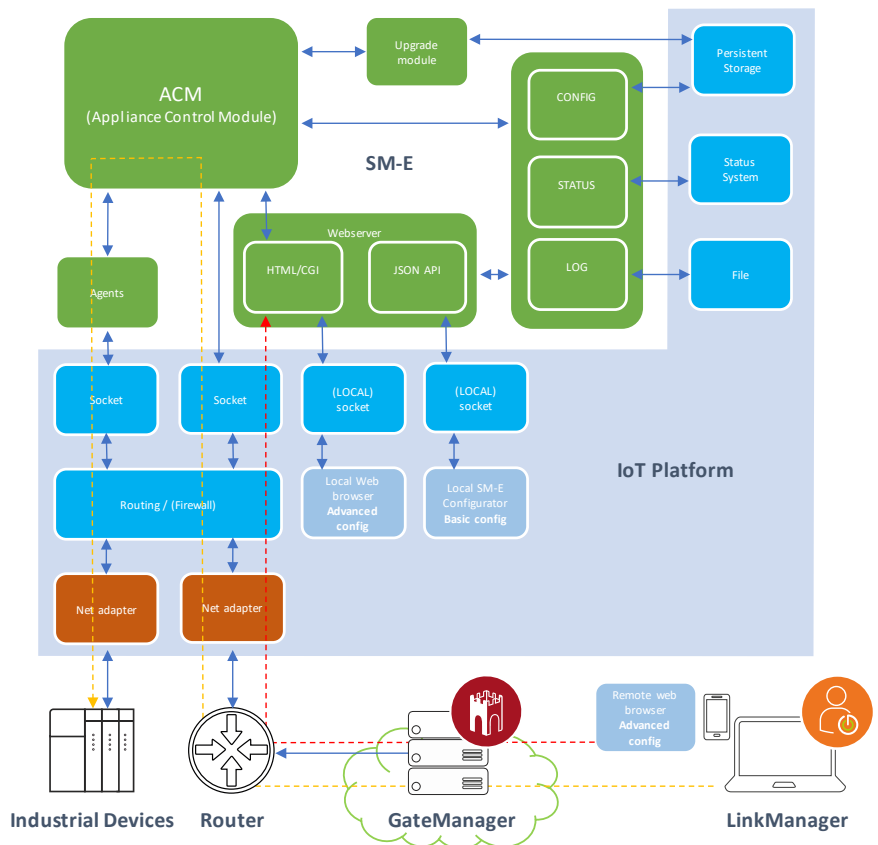 Upgrade
module
Persistent
Storage
ACM
(Appliance Control Module)
CONFIG
SM-E
Status
System
STATUS
Webserver
HTML/CGI
JSON API
LOG
File
Agents
Socket
Socket
(LOCAL)
socket
(LOCAL)
socket
IoT Platform
Routing / (Firewall)
Local Web
browser
Advanced
config
Local SM-E
Configurator
Basic config
Net adapter
Net adapter
Remote web
browser
Advanced
config
Industrial Devices
Router
GateManager
LinkManager